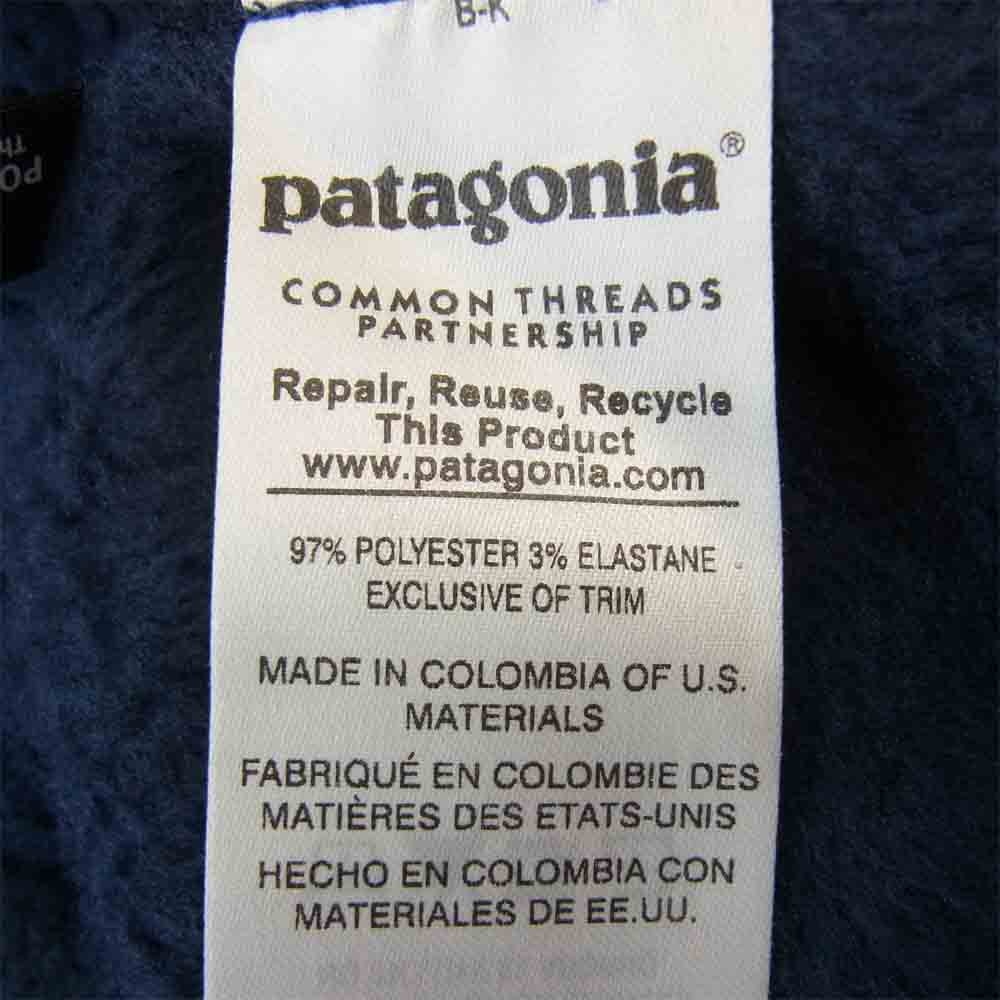 B-K
patagonia®
COMMON THREADS
PARTNERSHIP
Repair, Reuse, Recycle
This Product
www.patagonia.com
97% POLYESTER 3% ELASTANE
EXCLUSIVE OF TRIM
MADE IN COLOMBIA OF U.S.
MATERIALS
FABRIQUÉ EN COLOMBIE DES
MATIÈRES DES ETATS-UNIS
HECHO EN COLOMBIA CON
MATERIALES DE EE.UU.